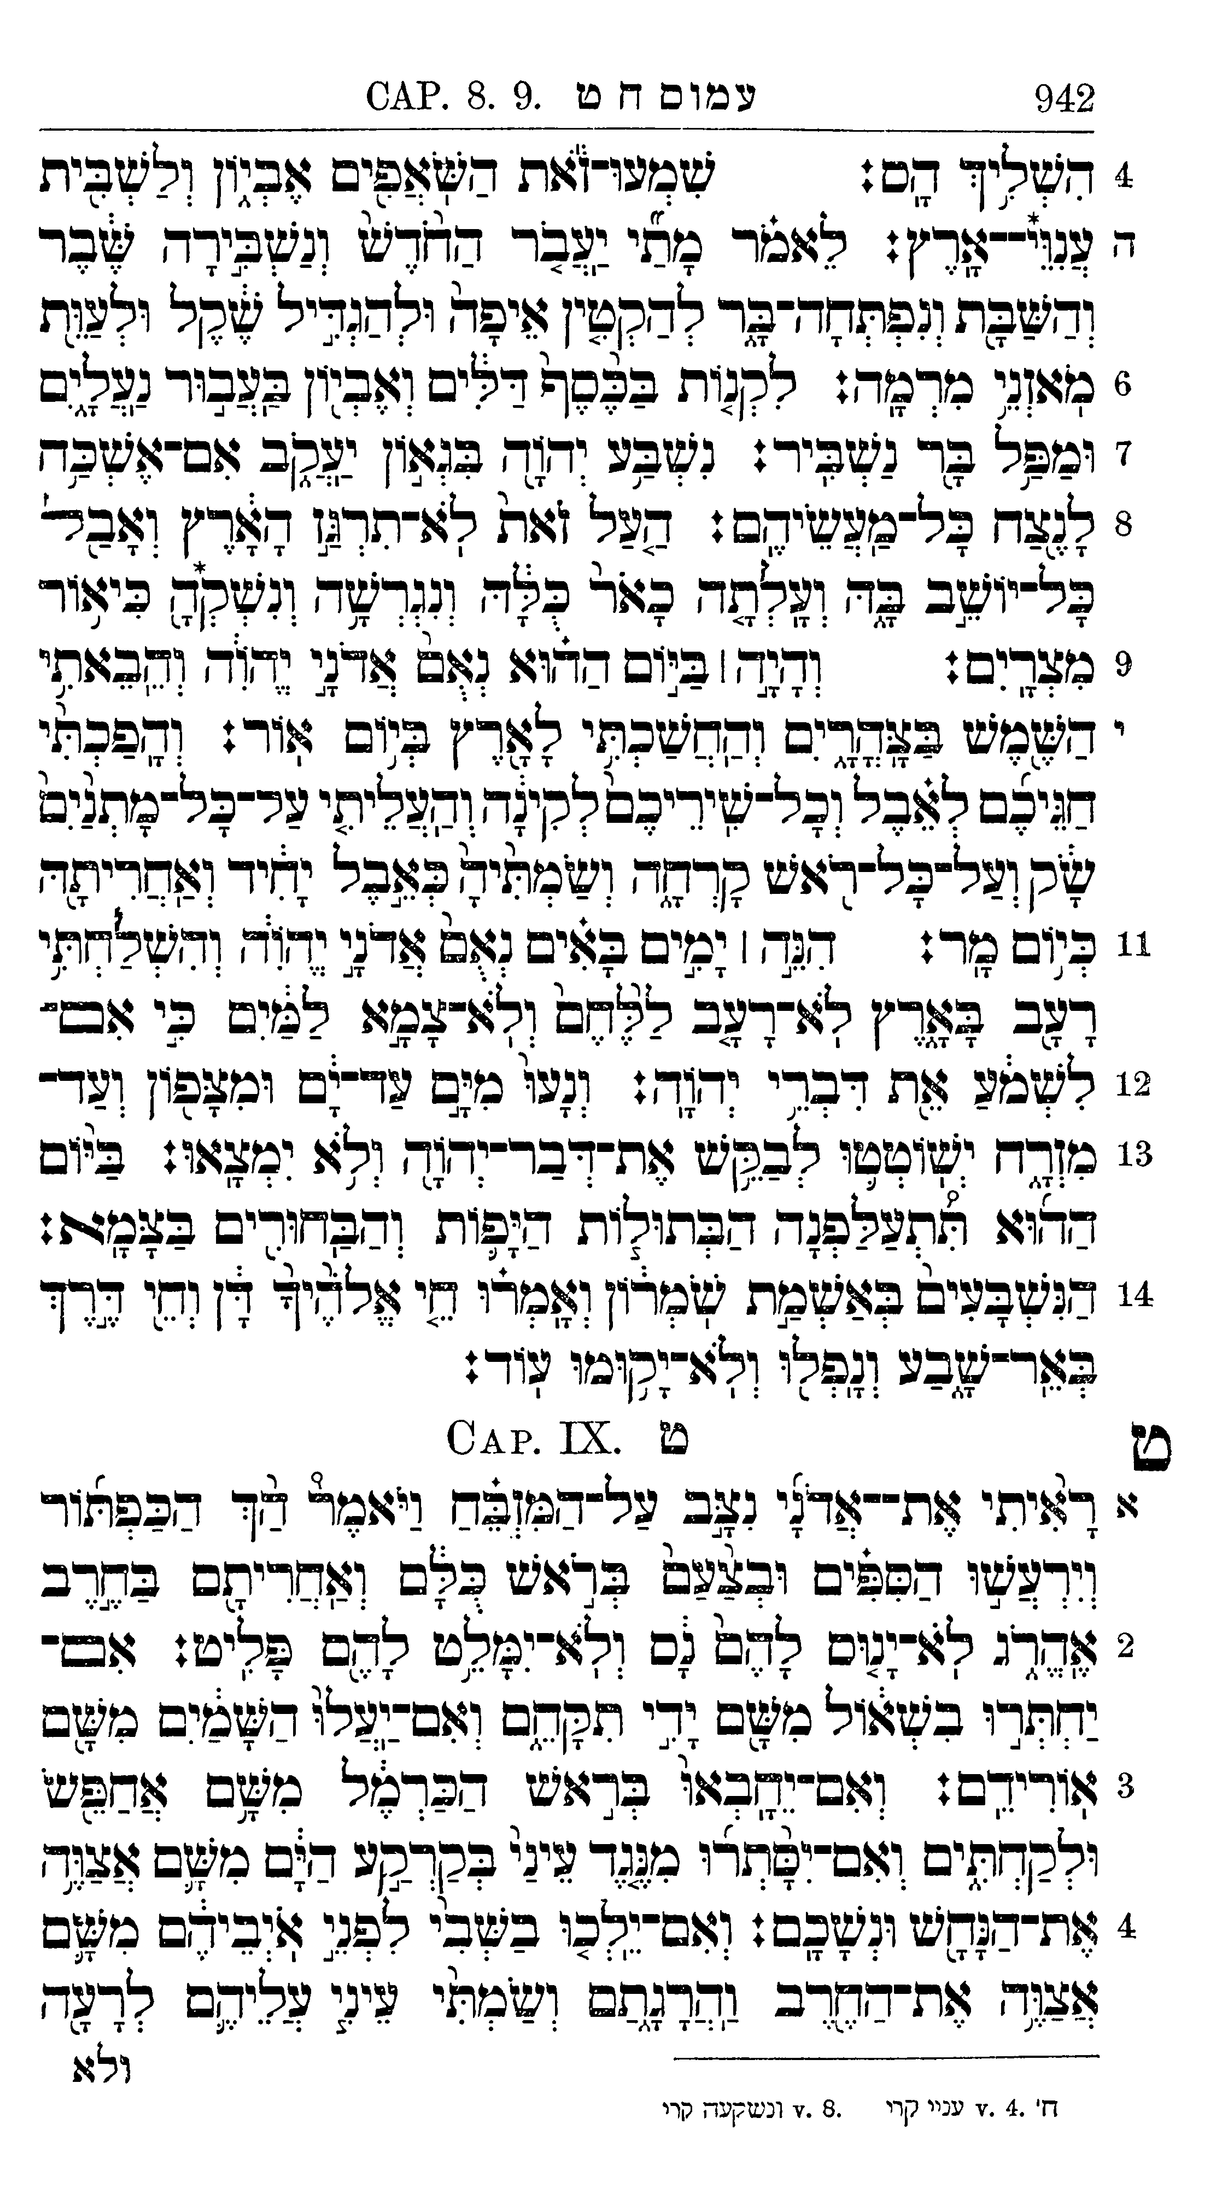 942 עמוס ח ט CAP. 8. 9.
4 הִשְׁלִ֥יךְ הָֽס׃ שִׁמְעוּ־זֹ֕את הַשֹּׁאֲפִ֖ים אֶבְי֑וֹן וְלַשְׁבִּ֖ית
ה עֲנִוֵּי־אָֽרֶץ׃ לֵאמֹ֗ר מָתַ֞י יַעֲבֹ֤ר הַחֹ֙דֶשׁ֙ וְנַשְׁבִּ֣ירָה שֶּׁ֔בֶר
וְהַשַּׁבָּ֖ת וְנִפְתְּחָה־בָּ֑ר לְהַקְטִ֤ין אֵיפָה֙ וּלְהַגְדִּ֣יל שֶׁ֔קֶל וּלְעַוֵּ֖ת
6 מֹאזְנֵ֥י מִרְמָֽה׃ לִקְנ֤וֹת בַּכֶּ֙סֶף֙ דַּלִּ֔ים וְאֶבְי֖וֹן בַּעֲב֣וּר נַעֲלָ֑יִם
7 וּמַפַּ֥ל בַּ֖ר נַשְׁבִּֽיר׃ נִשְׁבַּ֥ע יְהוָ֖ה בִּגְא֣וֹן יַעֲקֹ֑ב אִם־אֶשְׁכַּ֥ח
8 לָנֶ֖צַח כָּל־מַעֲשֵׂיהֶֽם׃ הַעַ֤ל זֹאת֙ לֹֽא־תִרְגַּ֣ז הָאָ֔רֶץ וְאָבַ֖ל
כָּל־יוֹשֵׁ֣ב בָּ֑הּ וְעָלְתָ֤ה כָאֹר֙ כֻּלָּ֔הּ וְנִגְרְשָׁ֥ה וְנִשְׁקְהָ֖ כִּיא֥וֹר
9 מִצְרָֽיִם׃ וְהָיָ֣ה ׀ בַּיּ֣וֹם הַה֗וּא נְאֻם֙ אֲדֹנָ֣י יֱהוִ֔ה וְהֵבֵאתִ֥י
י הַשֶּׁ֖מֶשׁ בַּֽצָּהֳרָ֑יִם וְהַחֲשַׁכְתִּ֥י לָאָ֖רֶץ בְּי֥וֹם אֽוֹר׃ וְהָפַכְתִּ֨י
חַגֵּיכֶ֜ם לְאֵ֗בֶל וְכָל־שִֽׁירֵיכֶם֙ לְקִינָ֔ה וְהַעֲלֵיתִ֤י עַל־כָּל־מָתְנַ֙יִם֙
שָׂ֔ק וְעַל־כָּל־רֹ֖אשׁ קָרְחָ֑ה וְשַׂמְתִּ֙יהָ֙ כְּאֵ֣בֶל יָחִ֔יד וְאַחֲרִיתָ֖הּ
11 כְּי֥וֹם מָֽר׃ הִנֵּ֣ה ׀ יָמִ֣ים בָּאִ֗ים נְאֻם֙ אֲדֹנָ֣י יֱהוִ֔ה וְהִשְׁלַחְתִּ֥י
רָעָ֖ב בָּאָ֑רֶץ לֹֽא־רָעָ֤ב לַלֶּ֙חֶם֙ וְלֹֽא־צָמָ֣א לַמַּ֔יִם כִּ֣י אִם־
12 לִשְׁמֹ֔עַ אֵ֖ת דִּבְרֵ֥י יְהוָֽה׃ וְנָעוּ֙ מִיָּ֣ם עַד־יָ֔ם וּמִצָּפ֖וֹן וְעַד־
13 מִזְרָ֑ח יְשֽׁוֹטְט֛וּ לְבַקֵּ֥שׁ אֶת־דְּבַר־יְהוָ֖ה וְלֹ֥א יִמְצָֽאוּ׃ בַּיּ֨וֹם
הַה֜וּא תִּ֠תְעַלַּפְנָה הַבְּתוּלֹ֧ת הַיָּפ֛וֹת וְהַבַּחוּרִ֖ים בַּצָּמָֽא׃
14 הַנִּשְׁבָּעִים֙ בְּאַשְׁמַ֣ת שֹֽׁמְר֔וֹן וְאָמְר֗וּ חֵ֤י אֱלֹהֶ֙יךָ֙ דָּ֔ן וְחֵ֖י דֶּ֣רֶךְ
בְּאֵֽר־שָׁ֑בַע וְנָפְל֖וּ וְלֹא־יָק֥וּמוּ עֽוֹד׃
ט CAP. IX. ט
א רָאִ֨יתִי אֶת־אֲדֹנָ֜י נִצָּ֣ב עַֽל־הַמִּזְבֵּ֗חַ וַיֹּאמֶר֩ הַ֨ךְ הַכַּפְתּ֜וֹר
וְיִרְעֲשׁ֣וּ הַסִּפִּ֗ים וּבְצַ֙עַם֙ בְּרֹ֣אשׁ כֻּלָּ֔ם וְאַחֲרִיתָ֖ם בַּחֶ֣רֶב
2 אֶהֱרֹ֑ג לֹֽא־יָנ֤וּס לָהֶם֙ נָ֔ס וְלֹֽא־יִמָּלֵ֥ט לָהֶ֖ם פָּלִֽיט׃ אִם־
יַחְתְּר֣וּ בִשְׁא֔וֹל מִשָּׁ֖ם יָדִ֣י תִקָּחֵ֑ם וְאִֽם־יַעֲלוּ֙ הַשָּׁמַ֔יִם מִשָּׁ֖ם
3 אוֹרִידֵֽם׃ וְאִם־יֵחָֽבְאוּ֙ בְּרֹ֣אשׁ הַכַּרְמֶ֔ל מִשָּׁ֥ם אֲחַפֵּ֖שׂ
וּלְקַחְתִּ֑ים וְאִם־יִסָּ֨תְר֜וּ מִנֶּ֤גֶד עֵינַי֙ בְּקַרְקַ֣ע הַיָּ֔ם מִשָּׁ֛ם אֲצַוֶּ֥ה
4 אֶת־הַנָּחָ֖שׁ וּנְשָׁכָֽם׃ וְאִם־יֵלְכ֤וּ בַשְּׁבִי֙ לִפְנֵ֣י אֹֽיְבֵיהֶ֔ם מִשָּׁ֛ם
אֲצַוֶּ֥ה אֶת־הַחֶ֖רֶב וַהֲרָגָ֑תַם וְשַׂמְתִּ֨י עֵינִ֧י עֲלֵיהֶ֛ם לְרָעָ֖ה
ולא
ח' v. 4. עניי קרי v. 8. ונשקעה קרי